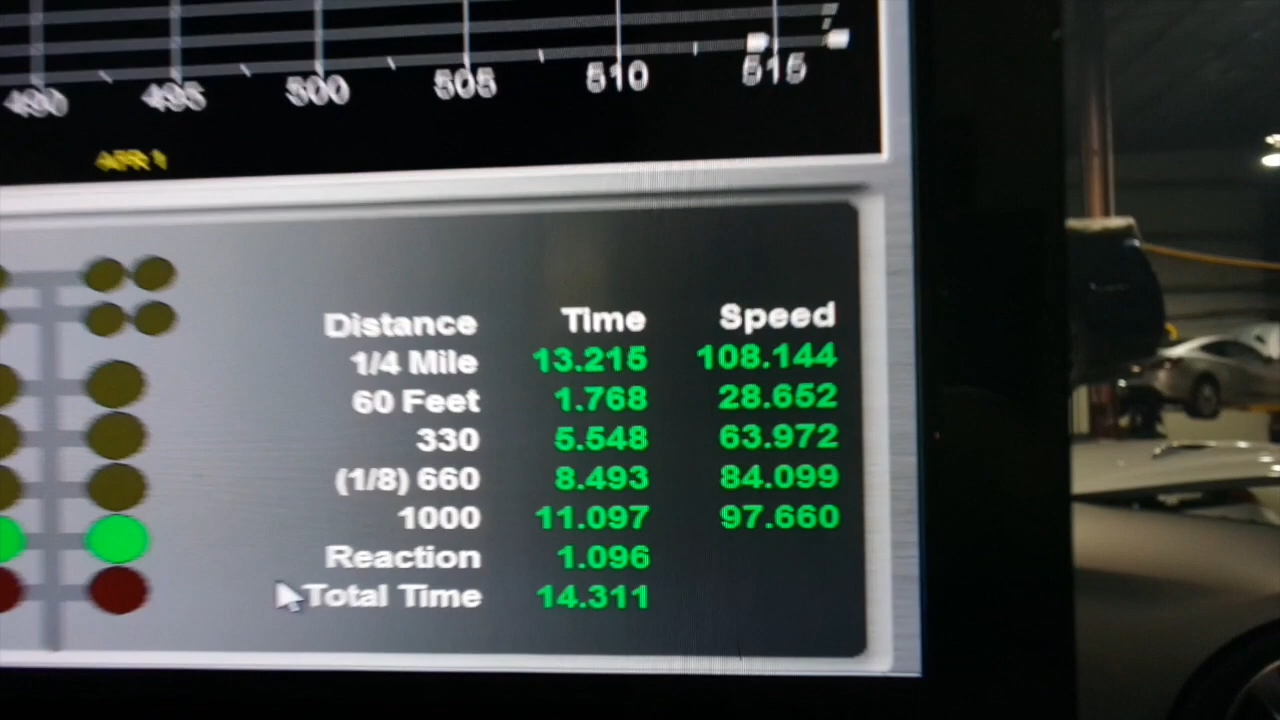 490 495 500 505 510 515
AFR 1
Distance Time Speed
1/4 Mile 13.215 108.144
60 Feet 1.768 28.652
330 5.548 63.972
(1/8) 660 8.493 84.099
1000 11.097 97.660
Reaction 1.096
Total Time 14.311